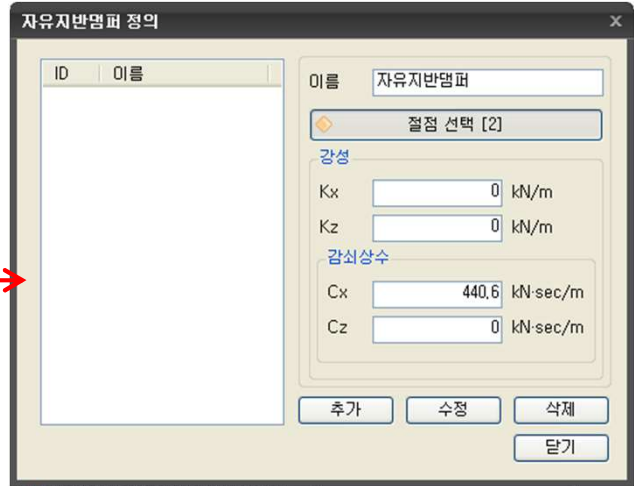 자유지반댐퍼 정의
ID 이름
이름 자유지반댐퍼
절점 선택 [2]
강성
Kx 0 kN/m
Kz 0 kN/m
감쇠상수
Cx 440,6 kN·sec/m
Cz 0 kN·sec/m
추가 수정 삭제
닫기